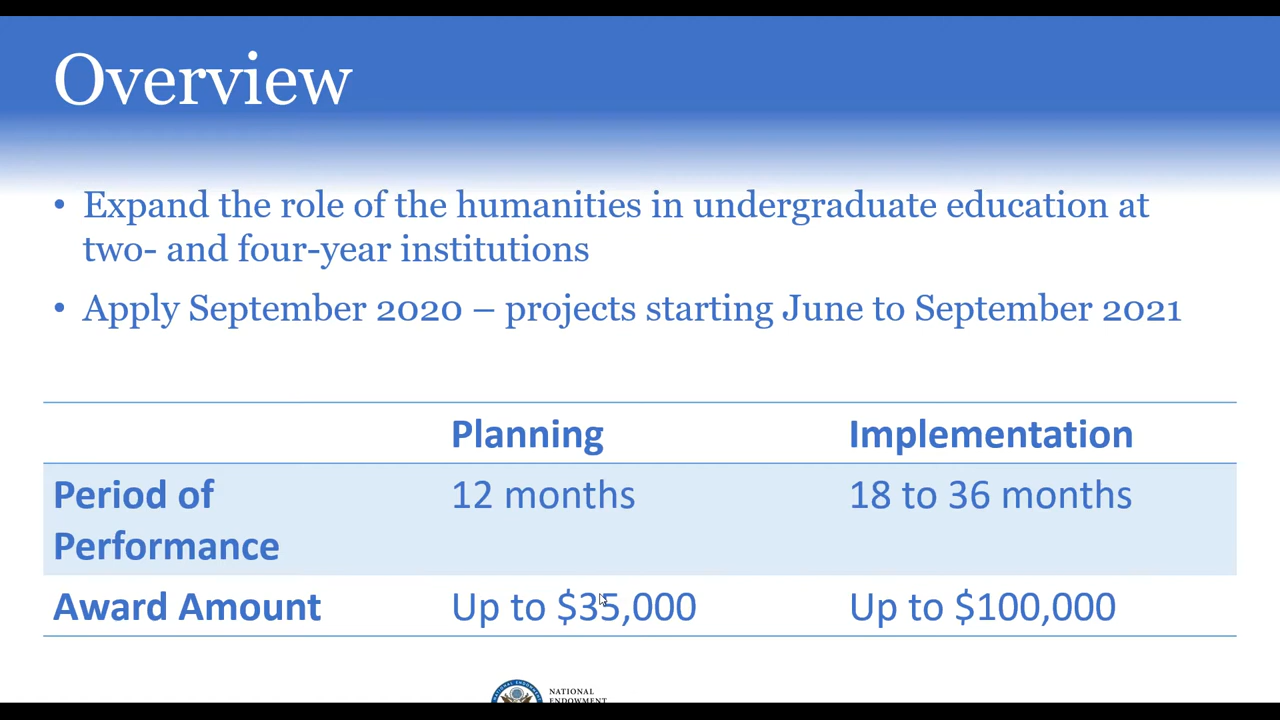 Overview
• Expand the role of the humanities in undergraduate education at
two- and four-year institutions
• Apply September 2020 – projects starting June to September 2021
Planning Implementation
Period of Performance 12 months 18 to 36 months
Award Amount Up to $35,000 Up to $100,000
NATIONAL
ENDOWMENT